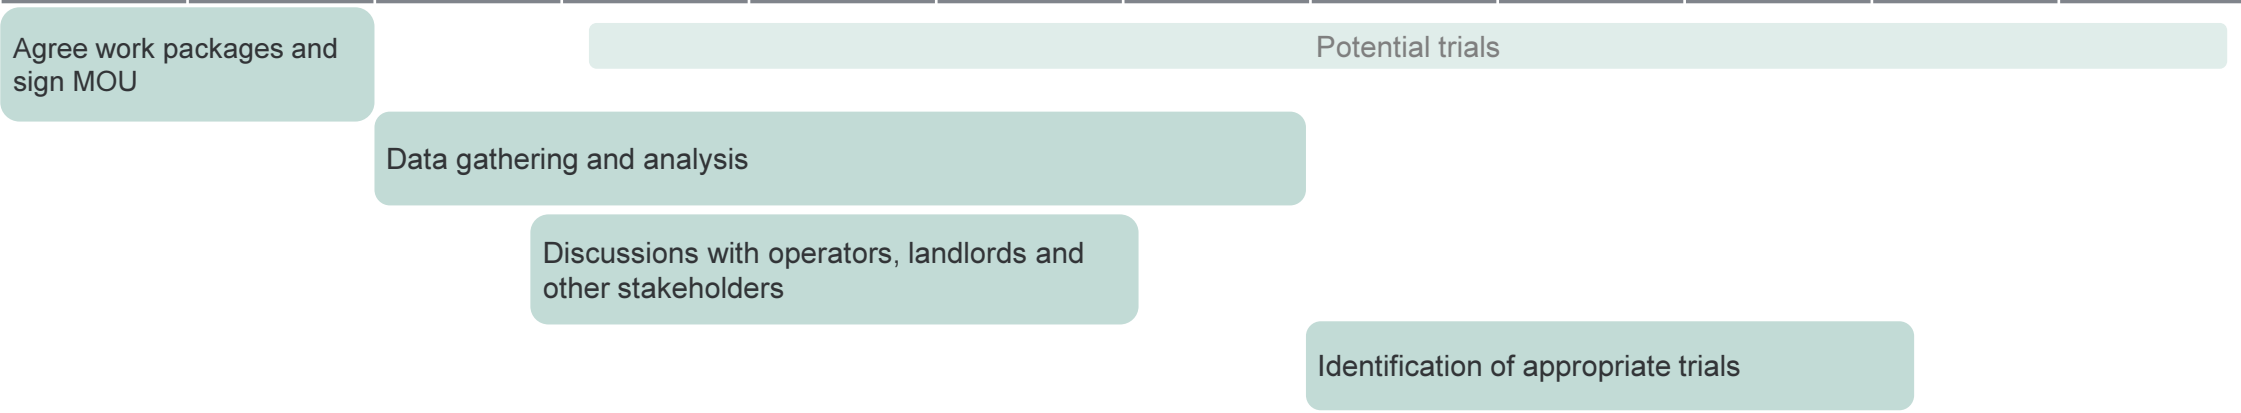 Agree work packages and
sign MOU
Potential trials
Data gathering and analysis
Discussions with operators, landlords and
other stakeholders
Identification of appropriate trials